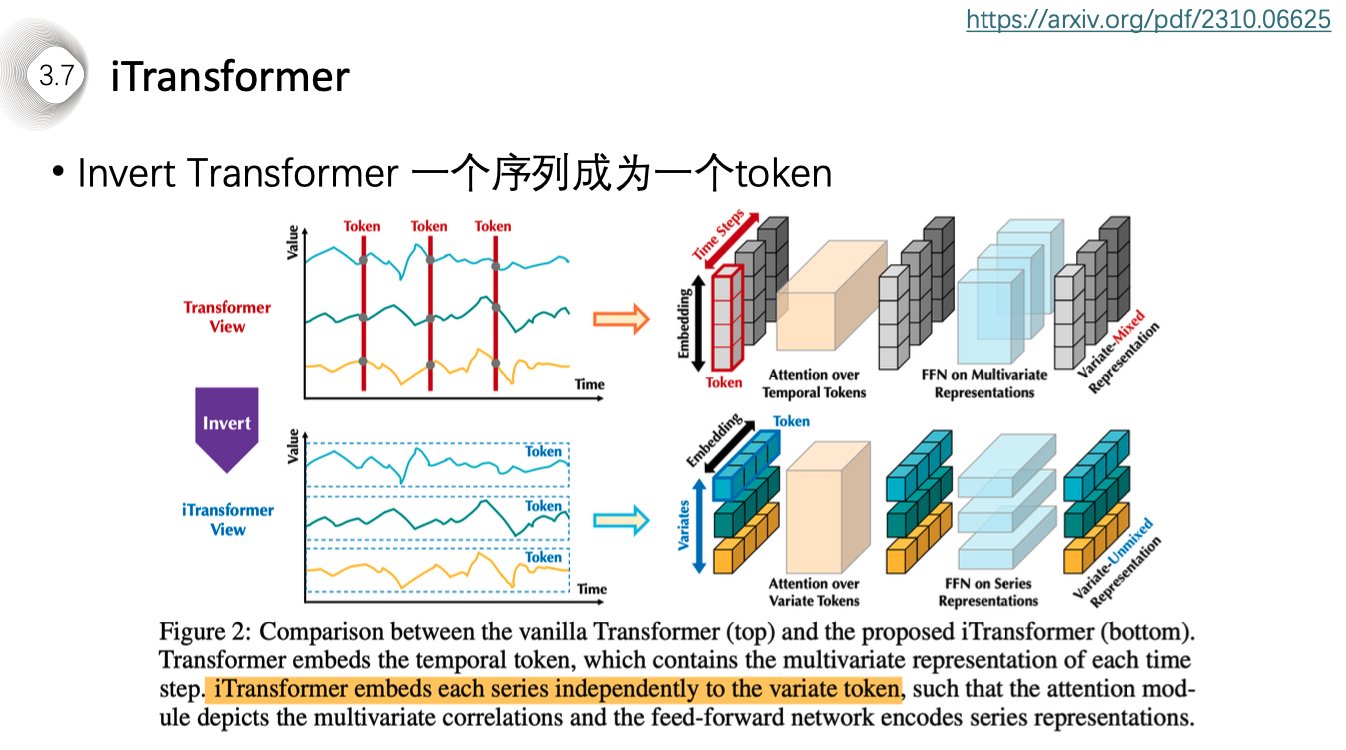 https://arxiv.org/pdf/2310.06625
3.7
iTransformer
• Invert Transformer 一个序列成为一个token
Value
Token
Token
Token
Transformer
View
Time
Time Steps
Embedding
Token
Attention over
Temporal Tokens
FFN on Multivariate
Representations
Variate-Mixed
Representation
Invert
Value
Token
Token
Token
iTransformer
View
Time
Embedding
Token
Variates
Attention over
Variate Tokens
FFN on Series
Representations
Variate-Unmixed
Representation
Figure 2: Comparison between the vanilla Transformer (top) and the proposed iTransformer (bottom).
Transformer embeds the temporal token, which contains the multivariate representation of each time
step. iTransformer embeds each series independently to the variate token, such that the attention mod-
ule depicts the multivariate correlations and the feed-forward network encodes series representations.